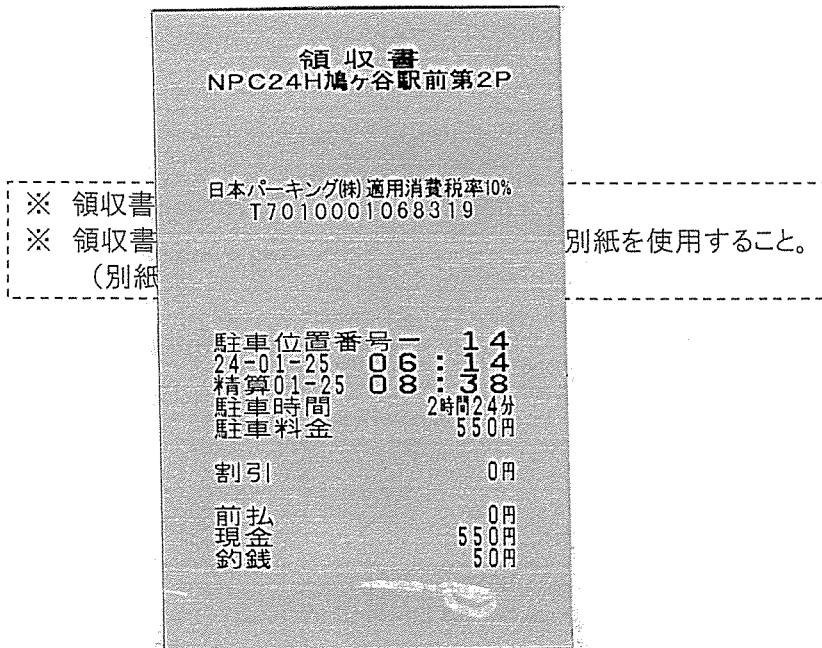 領収書
NPC24H鳩ヶ谷駅前第2P
日本パーキング㈱ 適用消費税率10%
T7010001068319
※ 領収書
※ 領収書 別紙を使用すること。
（別紙
駐車位置番号ー 14
24-01-25 06:14
精算01-25 08:38
駐車時間 2時間24分
駐車料金 550円
割引 0円
前払 0円
現金 550円
釣銭 50円